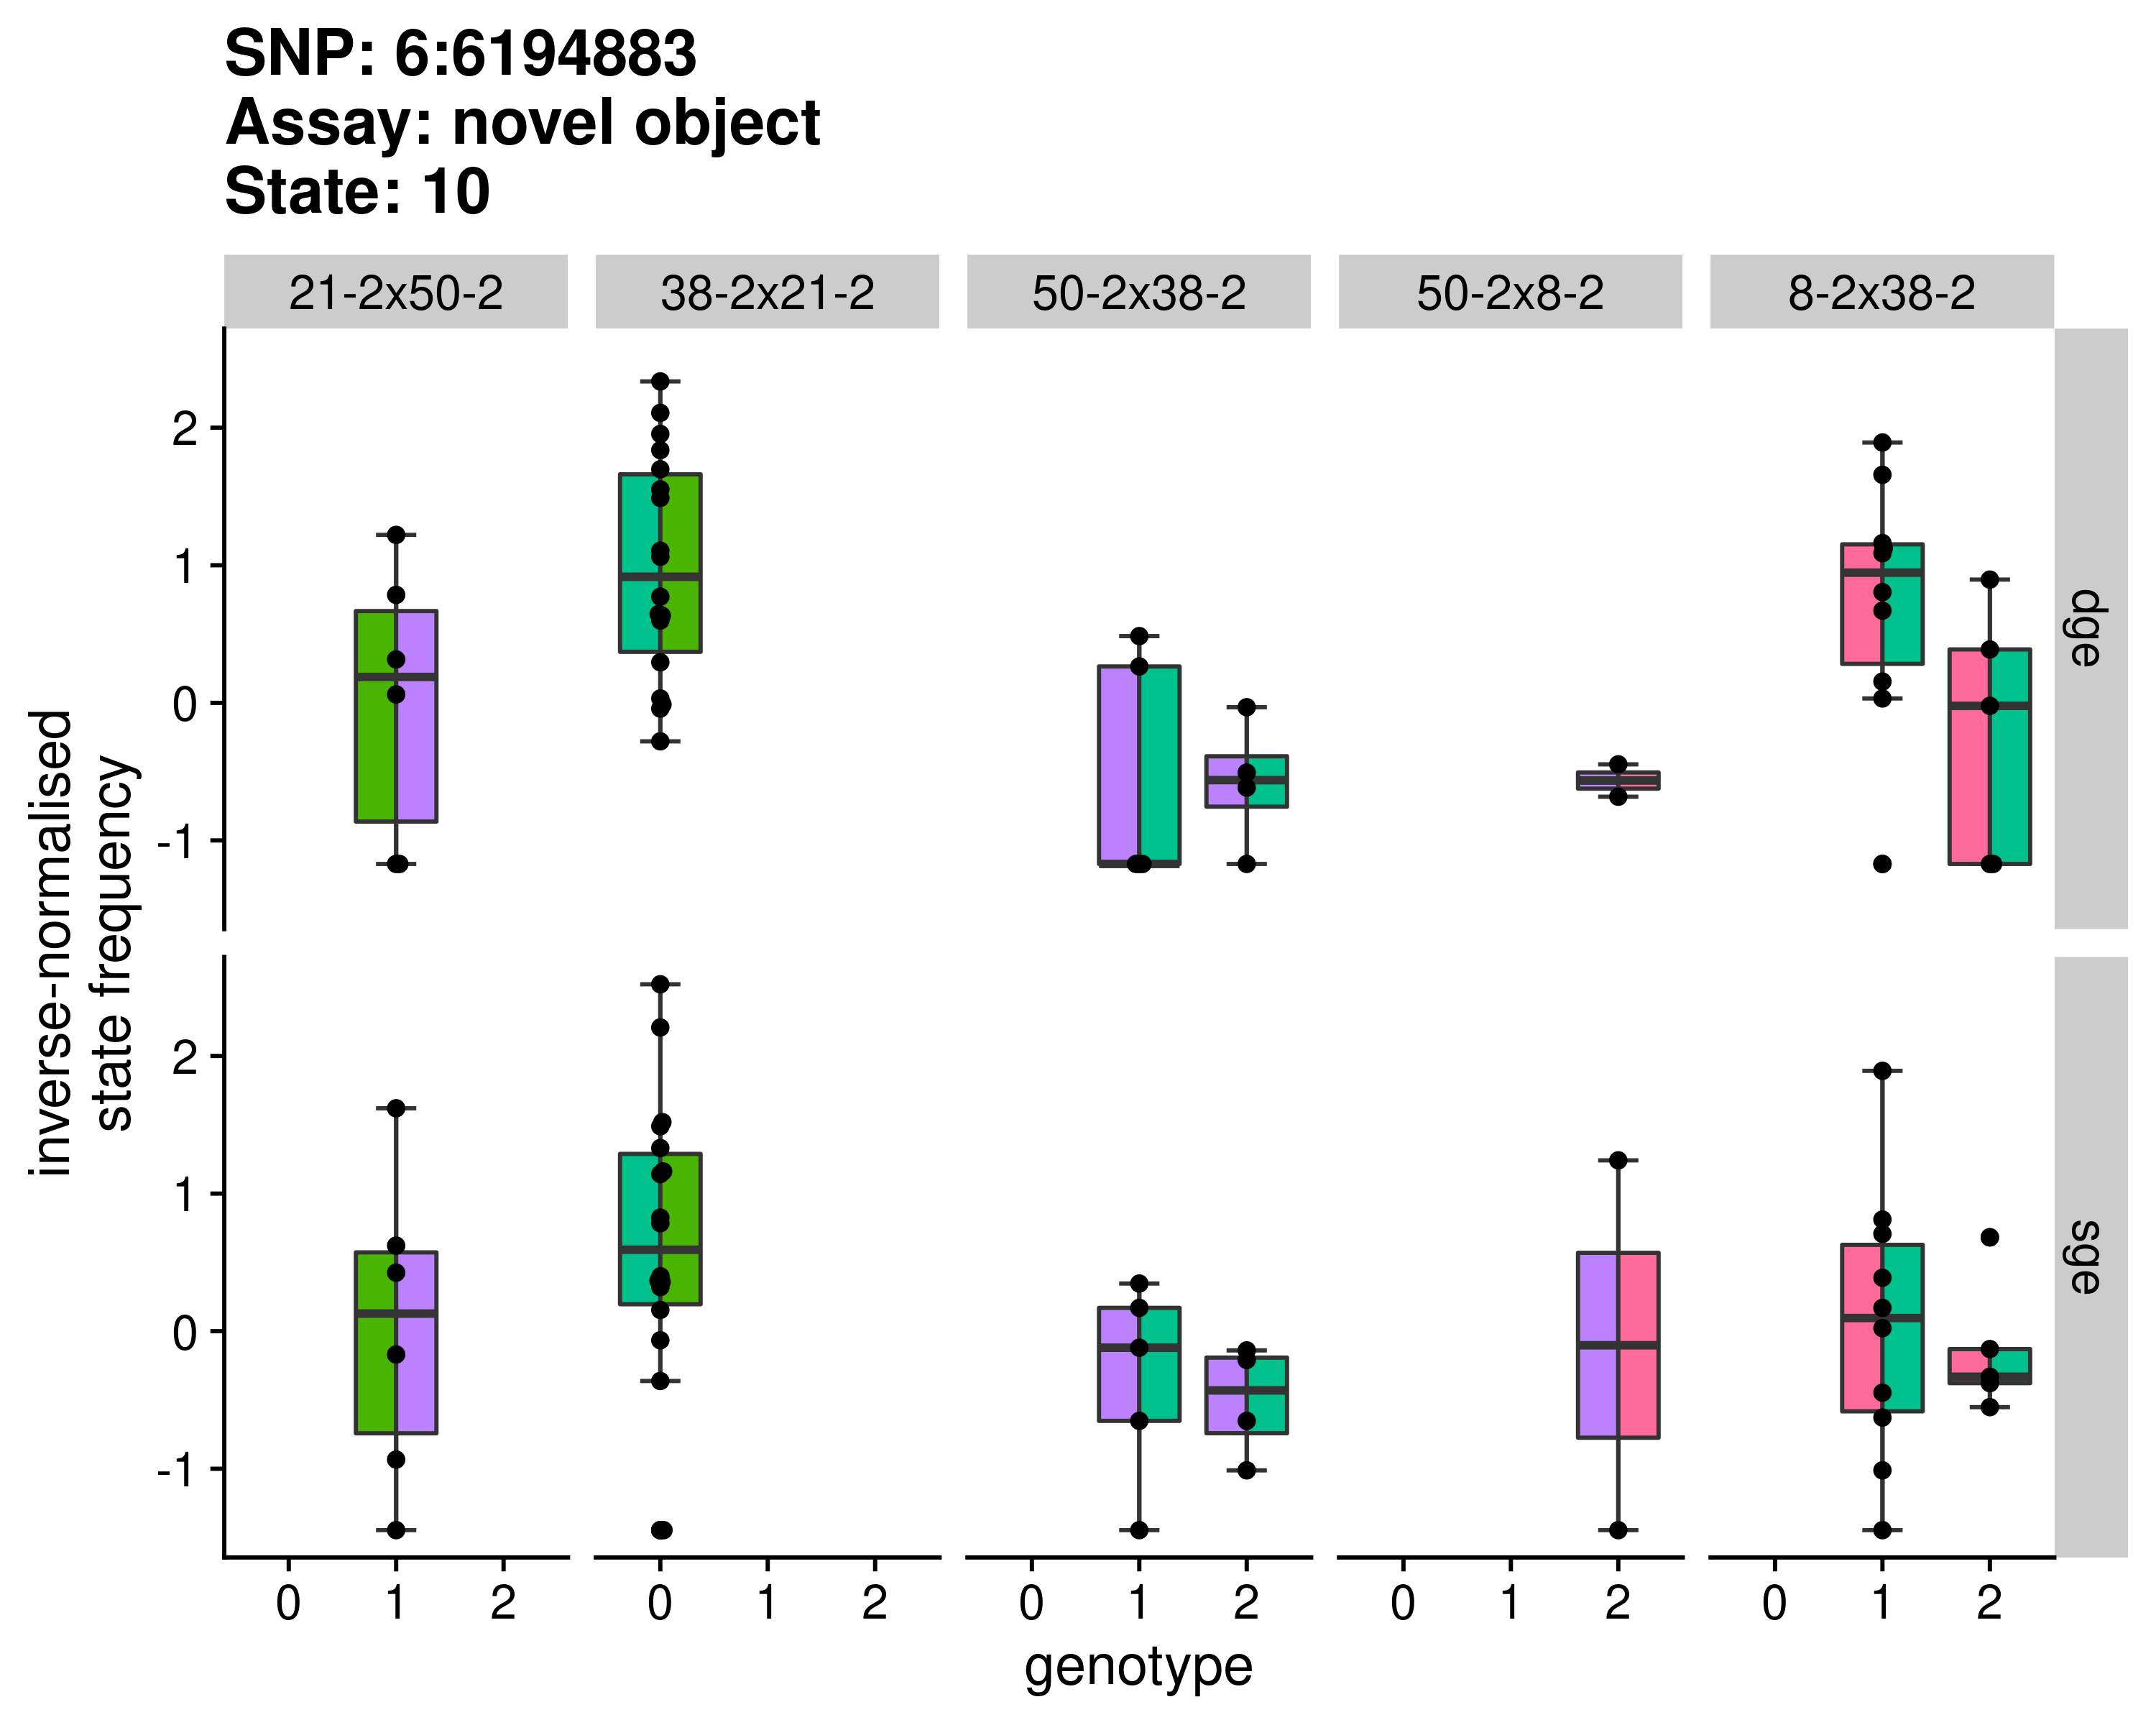 SNP: 6:6194883
Assay: novel object
State: 10
21-2x50-2 38-2x21-2 50-2x38-2 50-2x8-2 8-2x38-2
2
1
0
-1
dge
2
1
0
-1
sge
inverse-normalised
state frequency
0 1 2 0 1 2 0 1 2 0 1 2 0 1 2
genotype